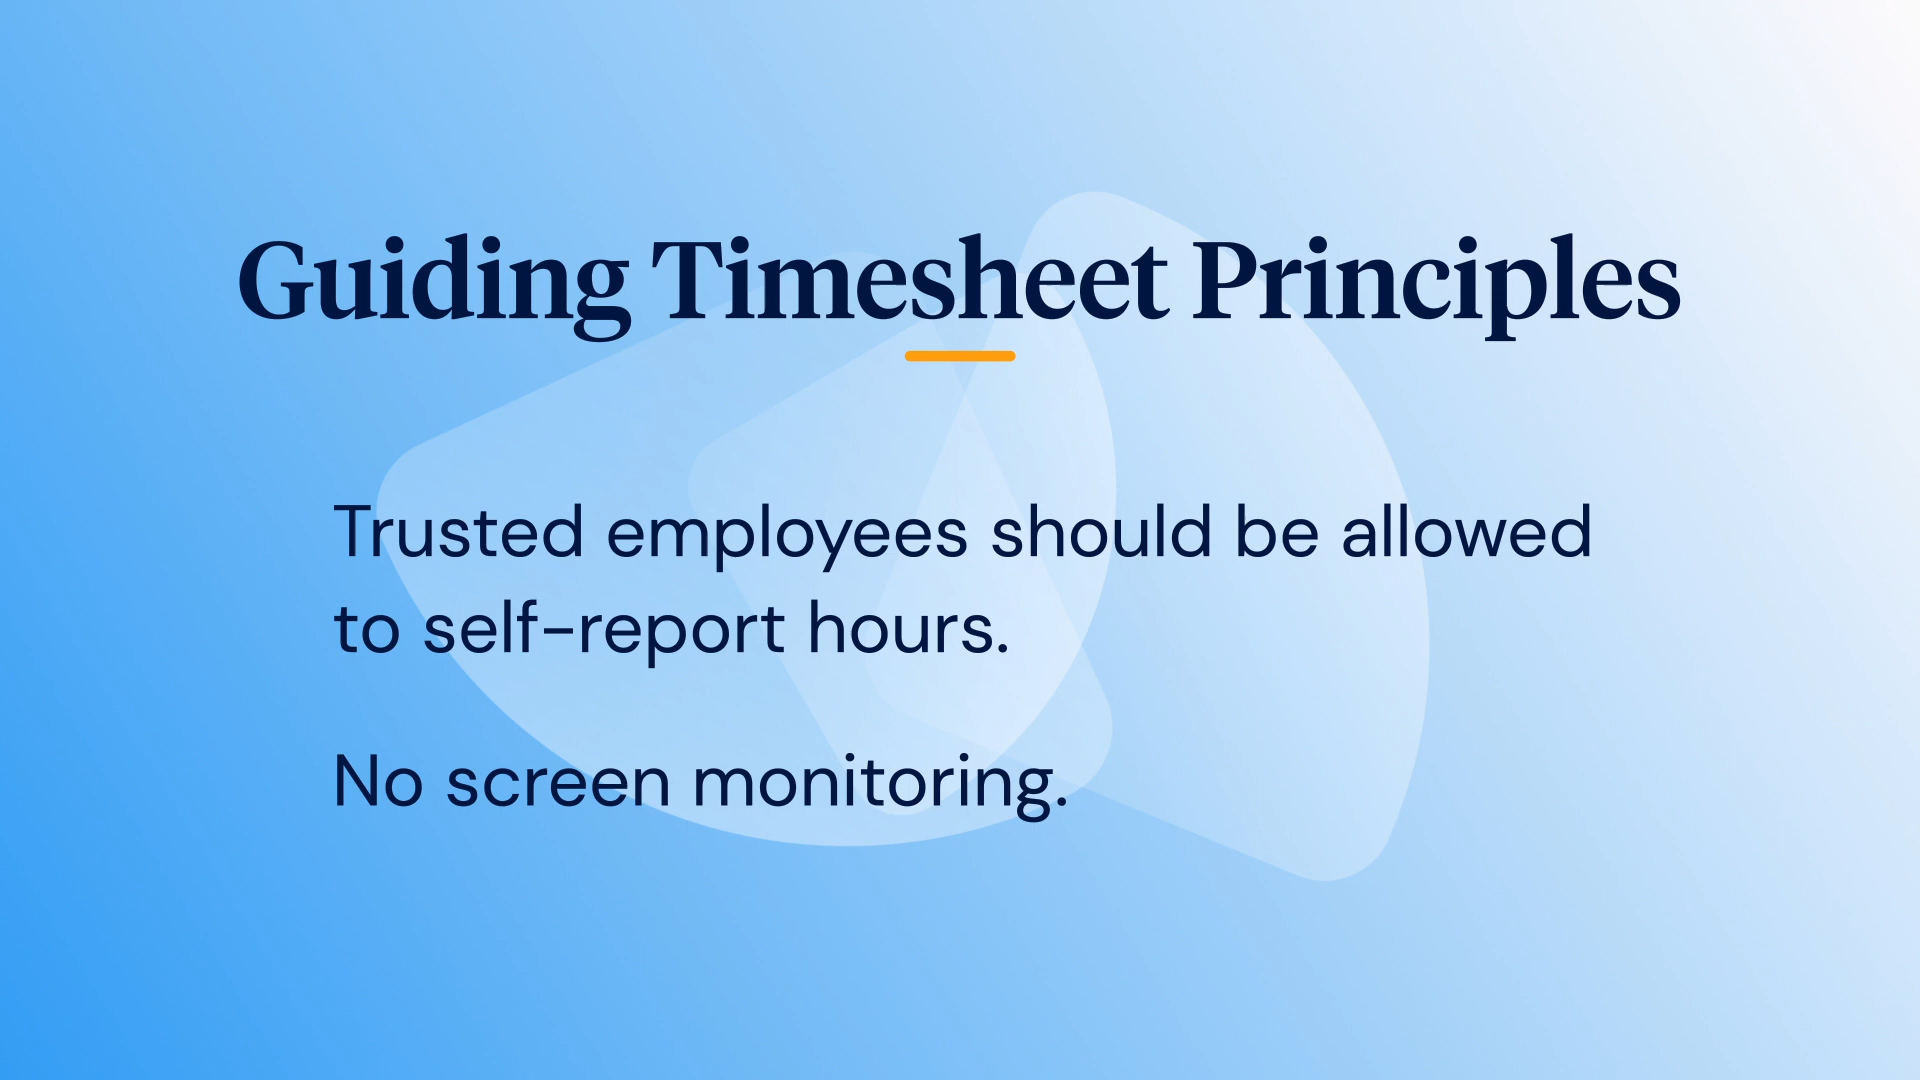 Guiding Timesheet Principles
Trusted employees should be allowed
to self-report hours.
No screen monitoring.